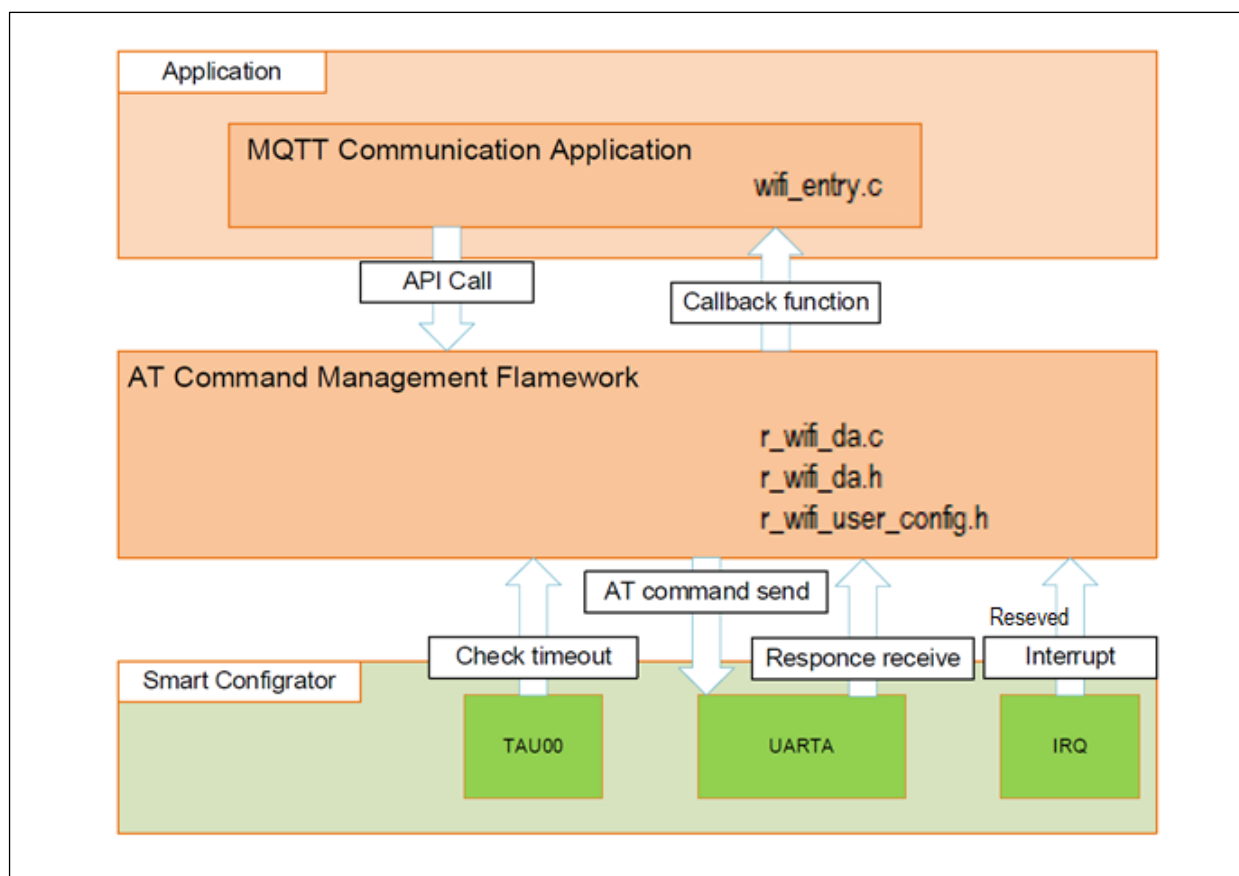 Application
MQTT Communication Application
wifi_entry.c
API Call
Callback function
AT Command Management Flamework
r_wifi_da.c
r_wifi_da.h
r_wifi_user_config.h
AT command send
Reseved
Check timeout
Responce receive
Interrupt
Smart Configrator
TAU00
UARTA
IRQ